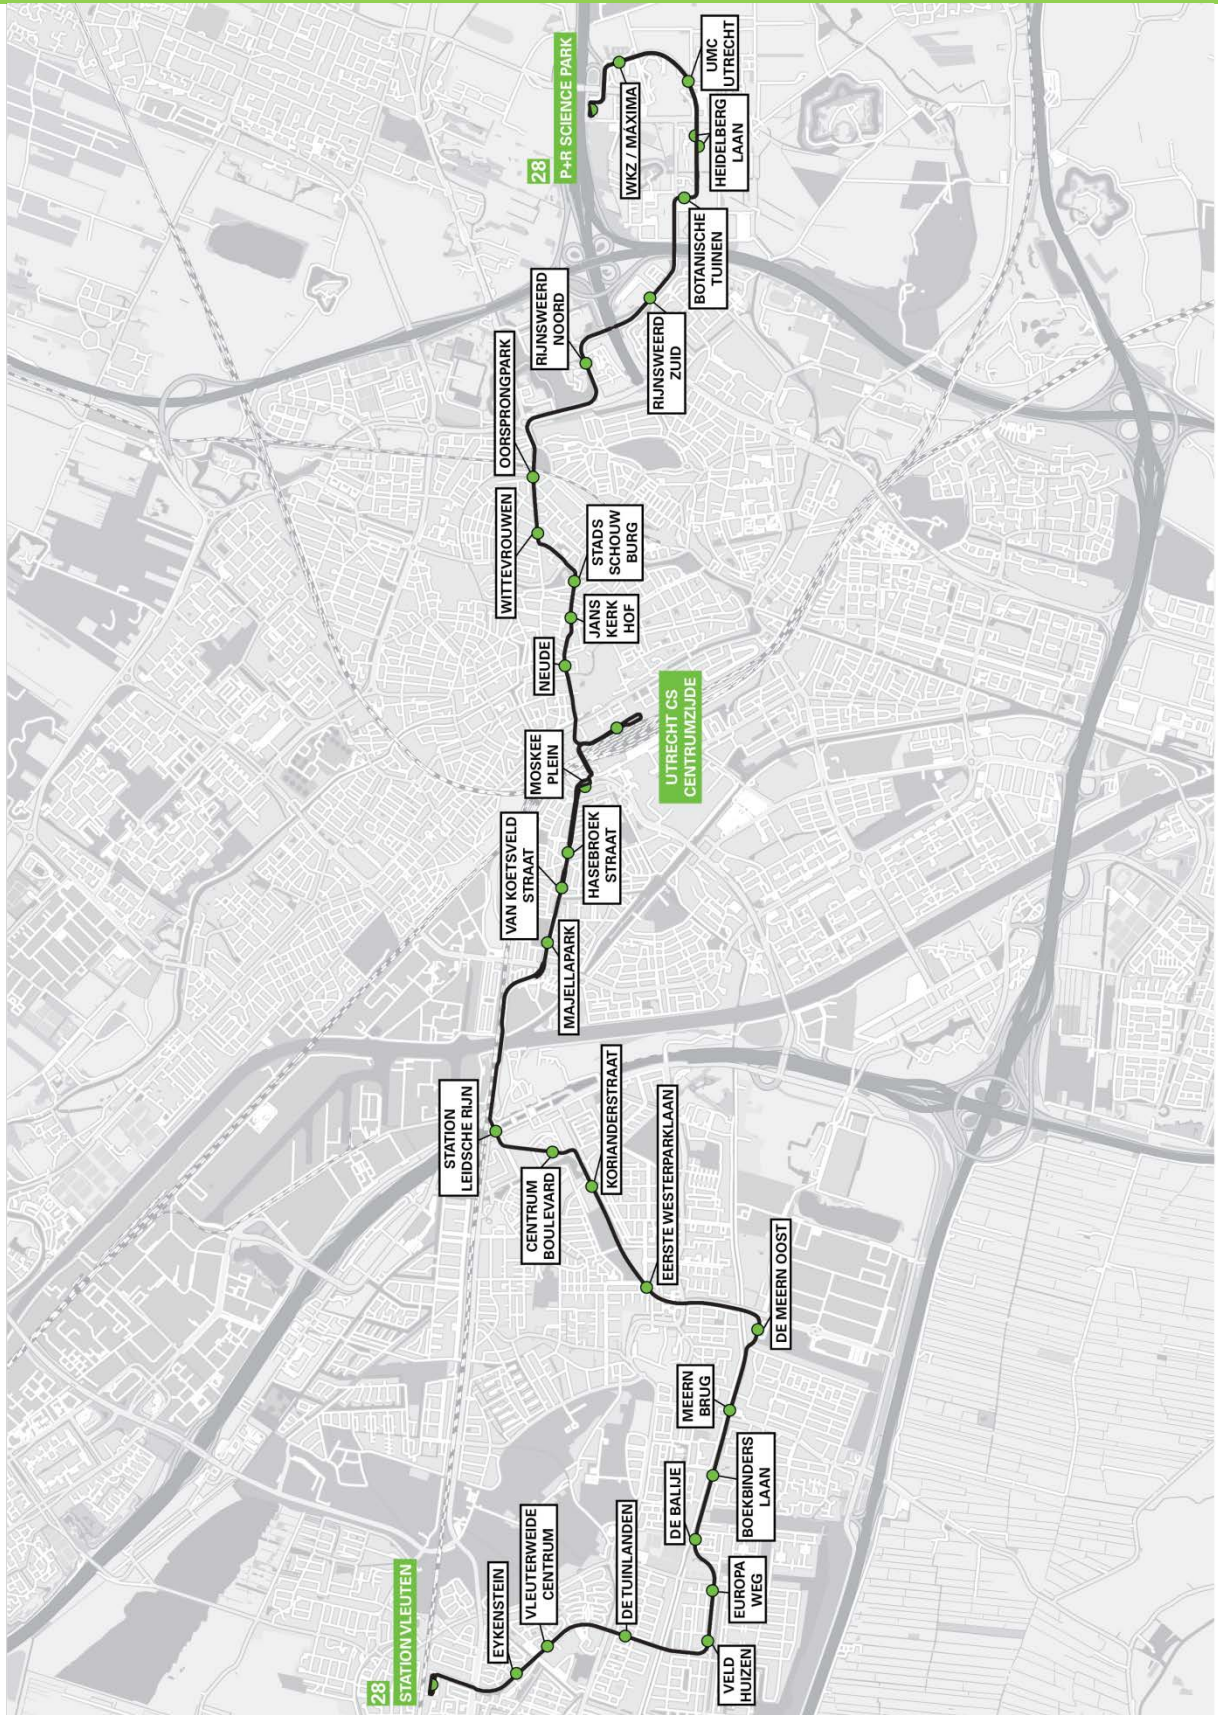 28
STATION VLEUTEN
EYKENSTEIN
VLEUTERWEIDE
CENTRUM
DE TUINLANDEN
VELD
HUIZEN
EUROPA
WEG
DE BALIJE
BOEKBINDERS
LAAN
MEERN
BRUG
DE MEERN OOST
EERSTE WESTERPARKLAAN
KORIANDERSTRAAT
CENTRUM
BOULEVARD
STATION
LEIDSCHE RIJN
MAJELLAPARK
VAN KOETSVELD
STRAAT
HASEBROEK
STRAAT
MOSKEE
PLEIN
UTRECHT CS
CENTRUMZIJDE
NEUDE
JANS
KERK
HOF
STADS
SCHOUW
BURG
WITTEVROUWEN
OORSPRONGPARK
RIJNSWEERD
NOORD
RIJNSWEERD
ZUID
BOTANISCHE
TUINEN
HEIDELBERG
LAAN
UMC
UTRECHT
WKZ / MÁXIMA
28
P+R SCIENCE PARK